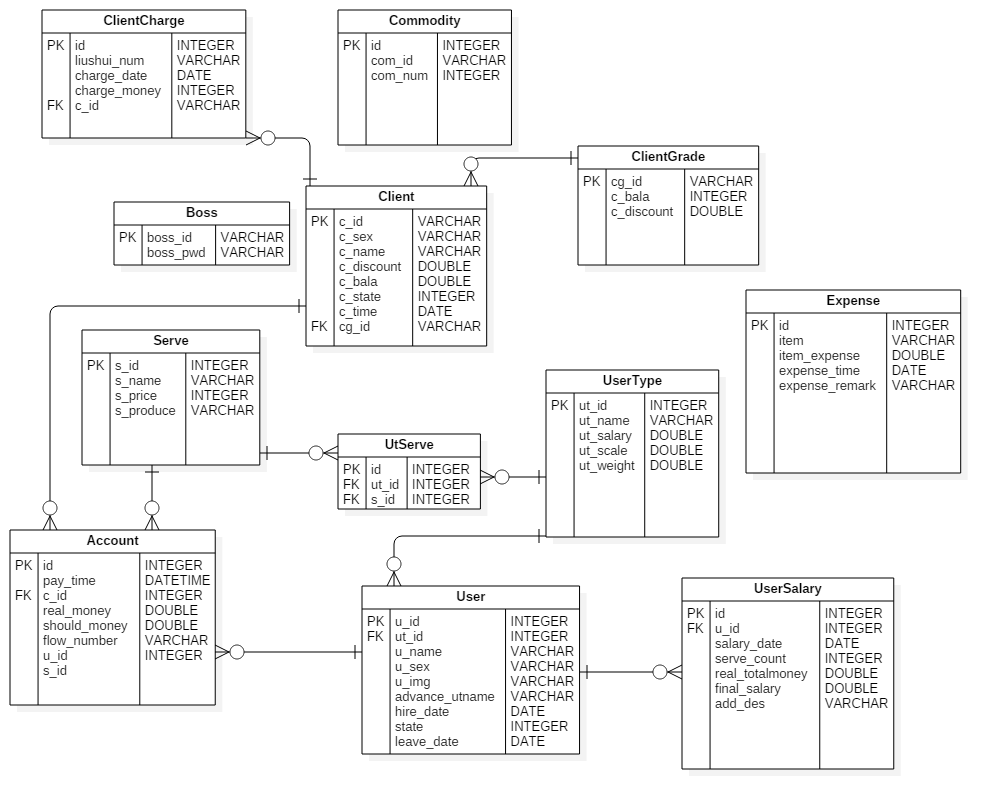 ClientCharge
PK id INTEGER
liushui_num VARCHAR
charge_date DATE
charge_money INTEGER
FK c_id VARCHAR
Commodity
PK id INTEGER
com_id VARCHAR
com_num INTEGER
ClientGrade
PK cg_id VARCHAR
c_bala INTEGER
c_discount DOUBLE
Client
PK c_id VARCHAR
c_sex VARCHAR
c_name VARCHAR
c_discount DOUBLE
c_bala DOUBLE
c_state INTEGER
c_time DATE
FK cg_id VARCHAR
Boss
PK boss_id VARCHAR
boss_pwd VARCHAR
Expense
PK id INTEGER
item VARCHAR
item_expense DOUBLE
expense_time DATE
expense_remark VARCHAR
Serve
PK s_id INTEGER
s_name VARCHAR
s_price INTEGER
s_produce VARCHAR
UserType
PK ut_id INTEGER
ut_name VARCHAR
ut_salary DOUBLE
ut_scale DOUBLE
ut_weight DOUBLE
UtServe
PK id INTEGER
FK ut_id INTEGER
FK s_id INTEGER
Account
PK id INTEGER
pay_time DATETIME
FK c_id INTEGER
real_money DOUBLE
should_money DOUBLE
flow_number VARCHAR
u_id INTEGER
s_id
User
PK u_id INTEGER
FK ut_id INTEGER
u_name VARCHAR
u_sex VARCHAR
u_img VARCHAR
advance_utname VARCHAR
hire_date DATE
state INTEGER
leave_date DATE
UserSalary
PK id INTEGER
FK u_id INTEGER
salary_date DATE
serve_count INTEGER
real_totalmoney DOUBLE
final_salary DOUBLE
add_des VARCHAR